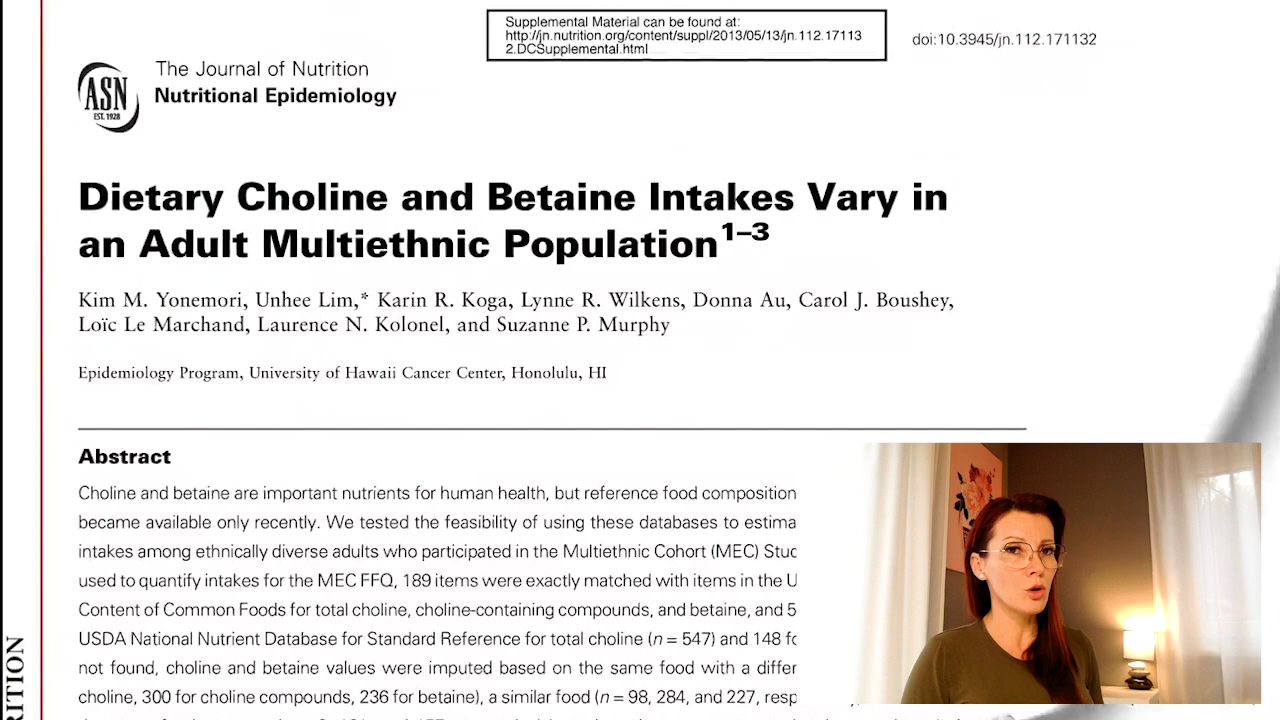 Supplemental Material can be found at:
http://jn.nutrition.org/content/suppl/2013/05/13/jn.112.17113
2.DCSupplemental.html
doi:10.3945/jn.112.171132
ASN
EST. 1928
The Journal of Nutrition
Nutritional Epidemiology
Dietary Choline and Betaine Intakes Vary in
an Adult Multiethnic Population1–3
Kim M. Yonemori, Unhee Lim,* Karin R. Koga, Lynne R. Wilkens, Donna Au, Carol J. Boushey,
Loïc Le Marchand, Laurence N. Kolonel, and Suzanne P. Murphy
Epidemiology Program, University of Hawaii Cancer Center, Honolulu, HI
Abstract
Choline and betaine are important nutrients for human health, but reference food composition
became available only recently. We tested the feasibility of using these databases to estima
intakes among ethnically diverse adults who participated in the Multiethnic Cohort (MEC) Stud
used to quantify intakes for the MEC FFQ, 189 items were exactly matched with items in the U
Content of Common Foods for total choline, choline-containing compounds, and betaine, and 5
USDA National Nutrient Database for Standard Reference for total choline (n = 547) and 148 fo
not found, choline and betaine values were imputed based on the same food with a differ
choline, 300 for choline compounds, 236 for betaine), a similar food (n = 98, 284, and 227, resp
RITION